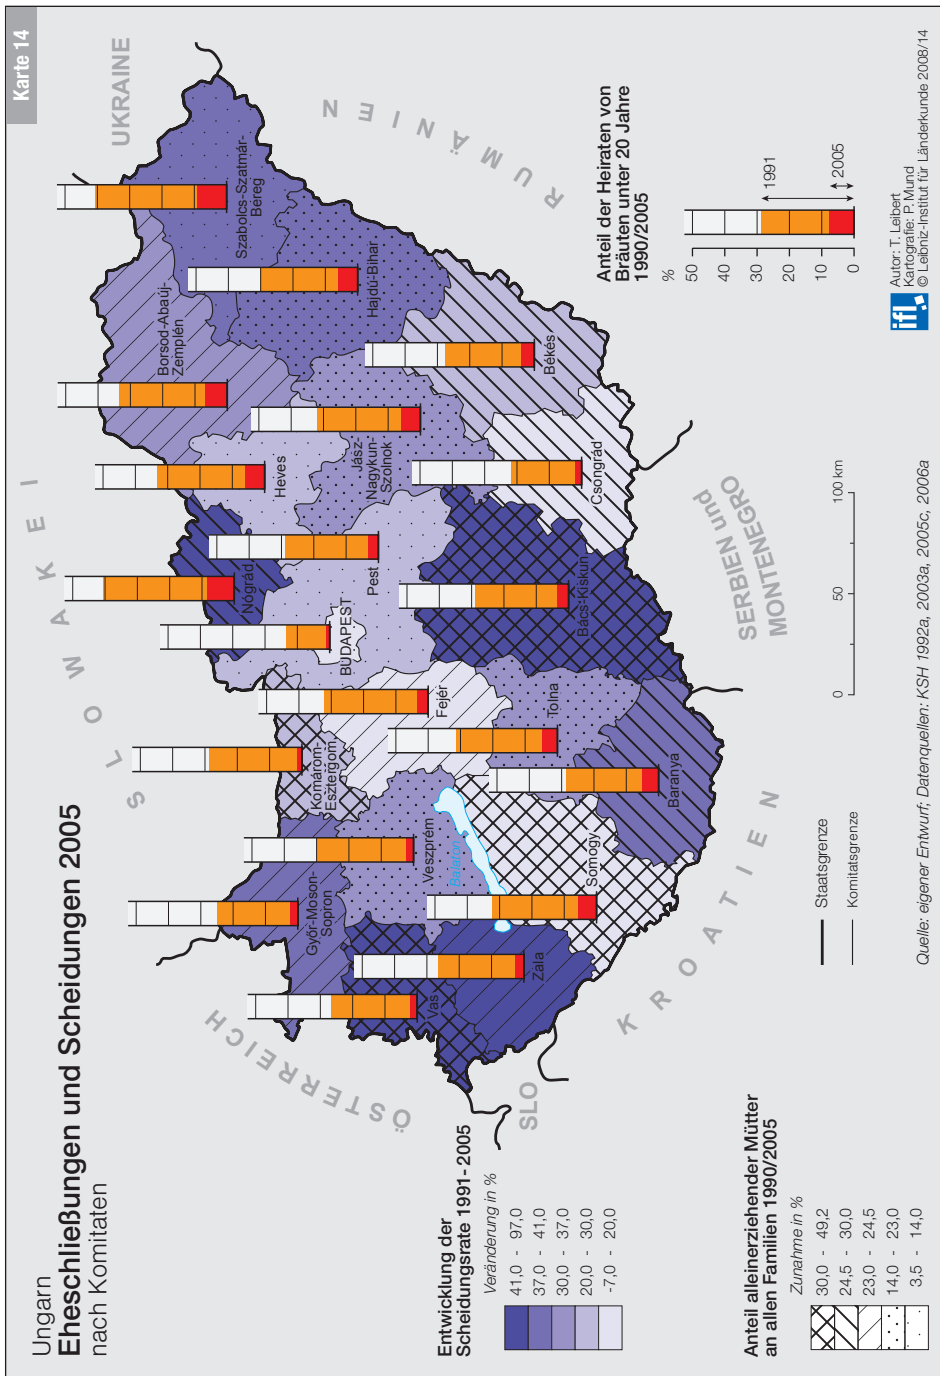 Karte 14
Ungarn
Eheschließungen und Scheidungen 2005
nach Komitaten
SLOWAKEI
UKRAINE
RUMÄNIEN
SERBIEN und
MONTENEGRO
KROATIEN
SLO
ÖSTERREICH
Szabolcs-Szatmár-
Bereg
Borsod-Abaúj-
Zemplén
Hajdú-Bihar
Heves
Jász-
Nagykun-
Szolnok
Békés
Csongrád
Nógrád
Pest
BUDAPEST
Bács-Kiskun
Komárom-
Esztergom
Fejér
Tolna
Baranya
Győr-Moson-
Sopron
Veszprém
Balaton
Somogy
Vas
Zala
Entwicklung der
Scheidungsrate 1991-2005
Veränderung in %
41,0 - 97,0
37,0 - 41,0
30,0 - 37,0
20,0 - 30,0
-7,0 - 20,0
Anteil alleinerziehender Mütter
an allen Familien 1990/2005
Zunahme in %
30,0 - 49,2
24,5 - 30,0
23,0 - 24,5
14,0 - 23,0
3,5 - 14,0
Staatsgrenze
Komitatsgrenze
0 50 100 km
Anteil der Heiraten von
Bräuten unter 20 Jahre
1990/2005
%
50
40
30
20
10
0
1991
2005
ifl
Autor: T. Leibert
Kartografie: P. Mund
© Leibniz-Institut für Länderkunde 2008/14
Quelle: eigener Entwurf; Datenquellen: KSH 1992a, 2003a, 2005c, 2006a